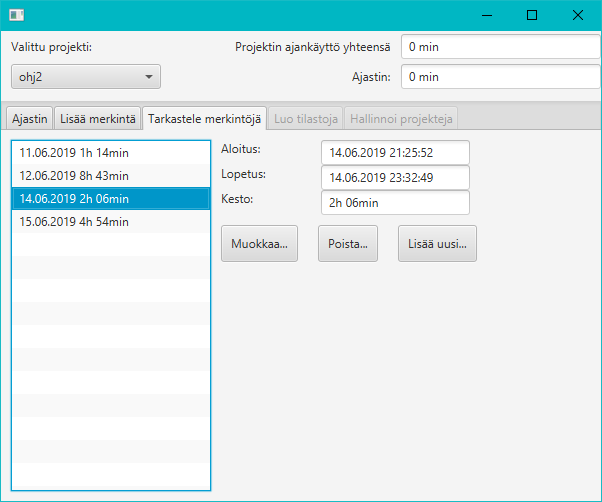 Valittu projekti:
Projektin ajankäyttö yhteensä
0 min
ohj2
Ajastin:
0 min
Ajastin
Lisää merkintä
Tarkastele merkintöjä
Luo tilastoja
Hallinnoi projekteja
11.06.2019 1h 14min
12.06.2019 8h 43min
14.06.2019 2h 06min
15.06.2019 4h 54min
Aloitus:
14.06.2019 21:25:52
Lopetus:
14.06.2019 23:32:49
Kesto:
2h 06min
Muokkaa...
Poista...
Lisää uusi...